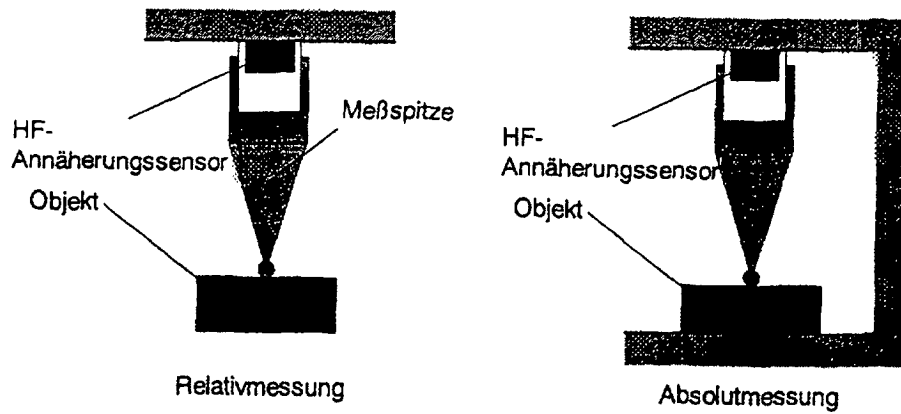 HF-
Annäherungssensor
Objekt
Meßspitze
Relativmessung
HF-
Annäherungssensor
Objekt
Absolutmessung